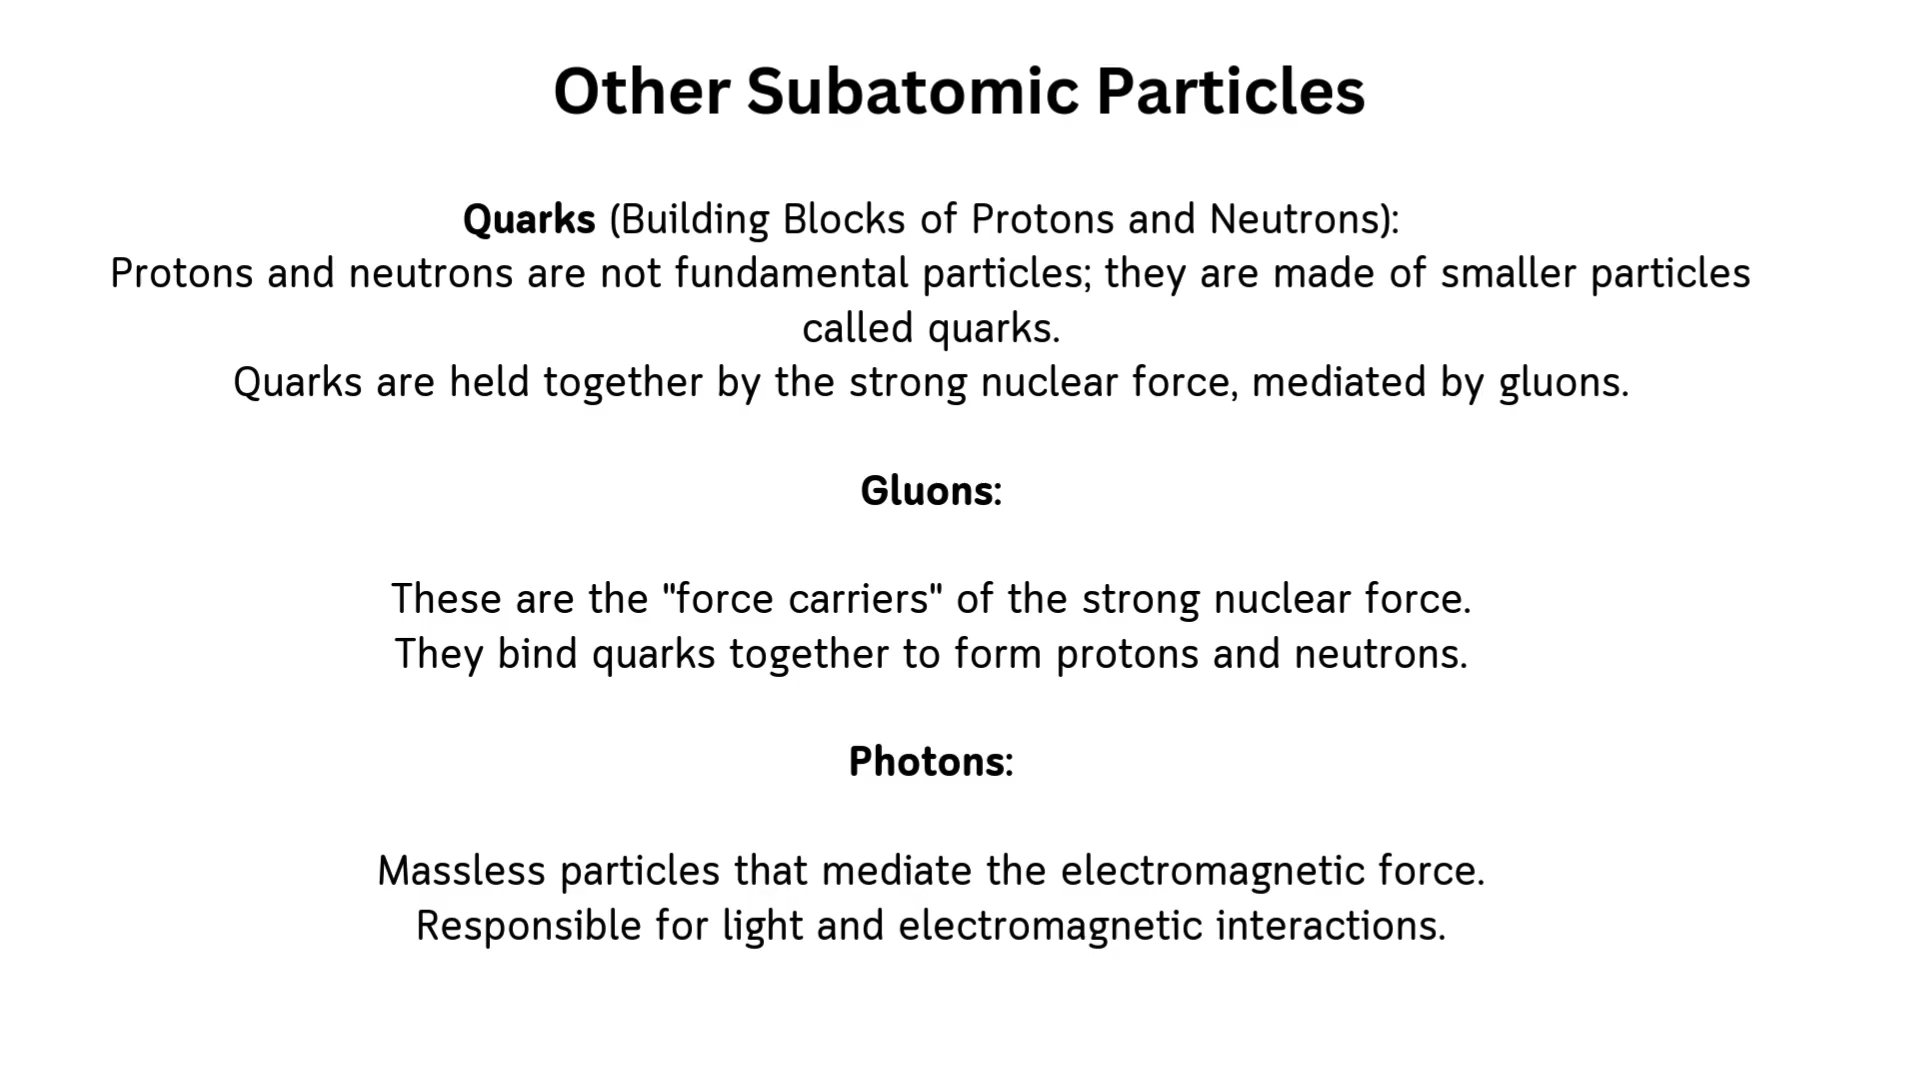 Other Subatomic Particles
Quarks (Building Blocks of Protons and Neutrons):
Protons and neutrons are not fundamental particles; they are made of smaller particles
called quarks.
Quarks are held together by the strong nuclear force, mediated by gluons.
Gluons:
These are the "force carriers" of the strong nuclear force.
They bind quarks together to form protons and neutrons.
Photons:
Massless particles that mediate the electromagnetic force.
Responsible for light and electromagnetic interactions.